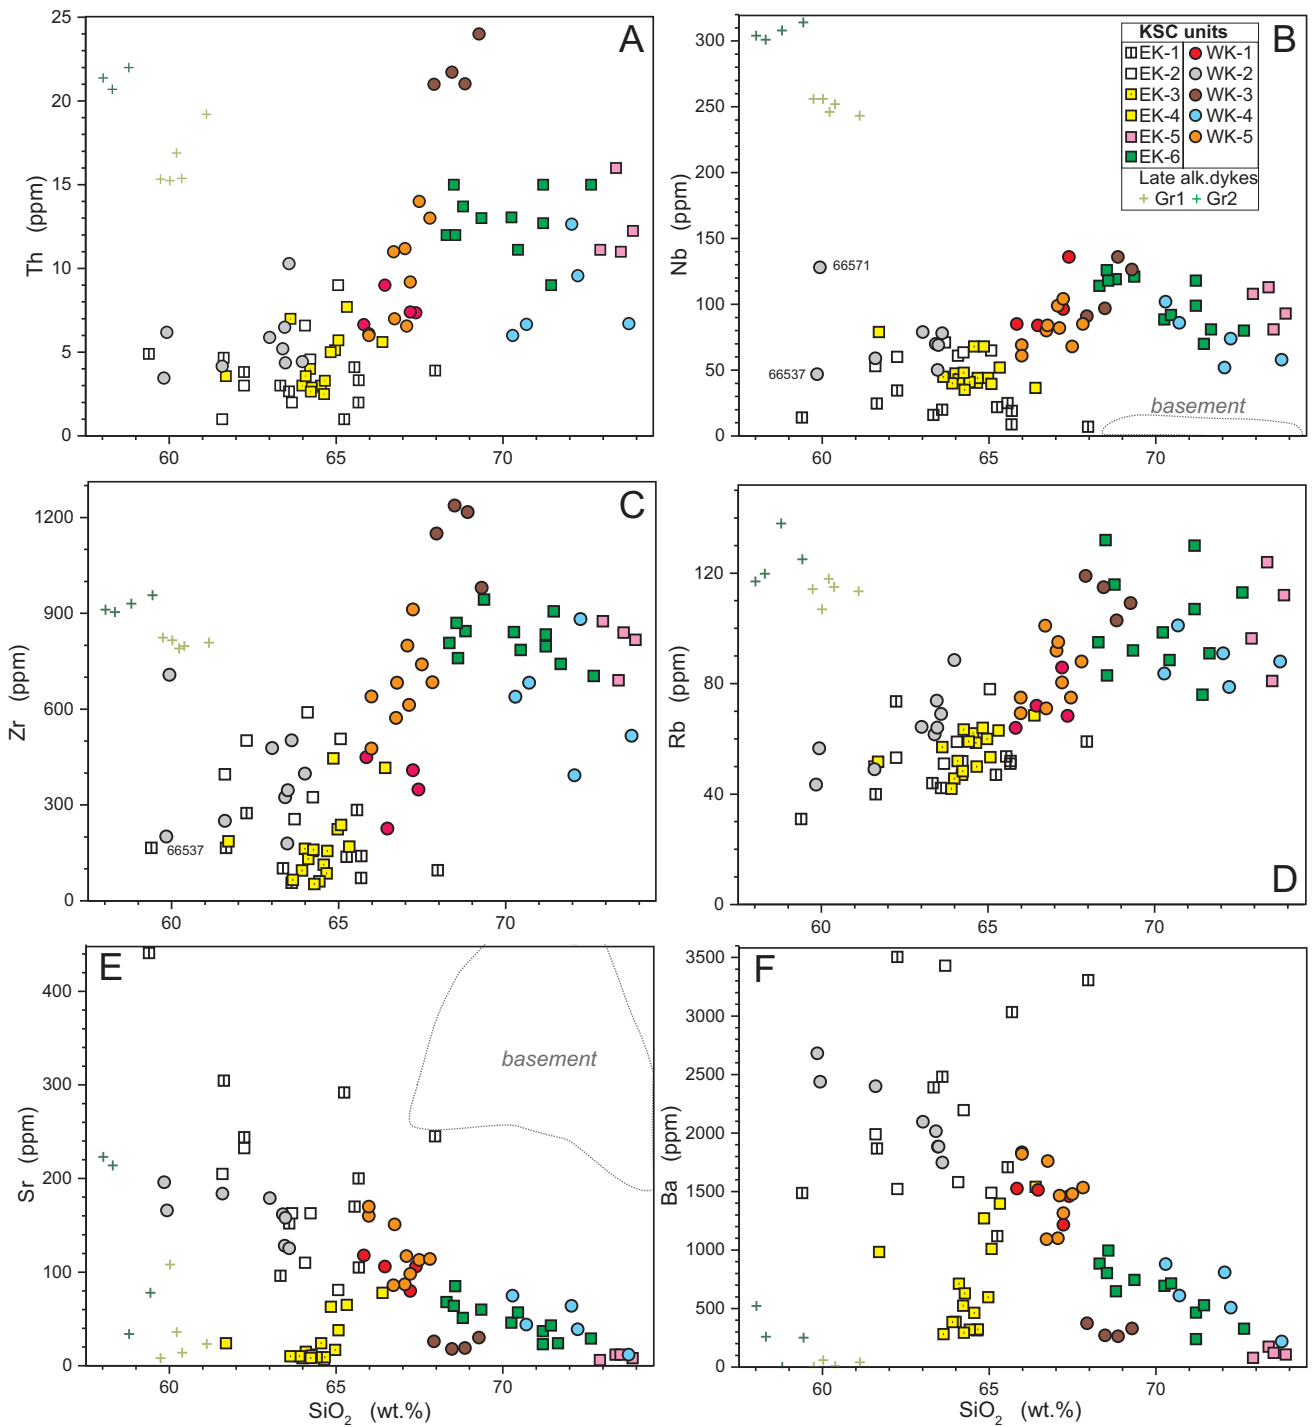 A
Th (ppm)
25
20
15
10
5
0
60
65
70
B
Nb (ppm)
300
250
200
150
100
50
0
60
65
70
KSC units
EK-1 WK-1
EK-2 WK-2
EK-3 WK-3
EK-4 WK-4
EK-5 WK-5
EK-6
Late alk.dykes
+ Gr1 + Gr2
66571
66537
basement
C
Zr (ppm)
1200
900
600
300
0
66537
60
65
70
D
Rb (ppm)
120
80
40
0
60
65
70
E
Sr (ppm)
400
300
200
100
0
basement
60
65
70
SiO₂ (wt.%)
F
Ba (ppm)
3500
3000
2500
2000
1500
1000
500
0
60
65
70
SiO₂ (wt.%)